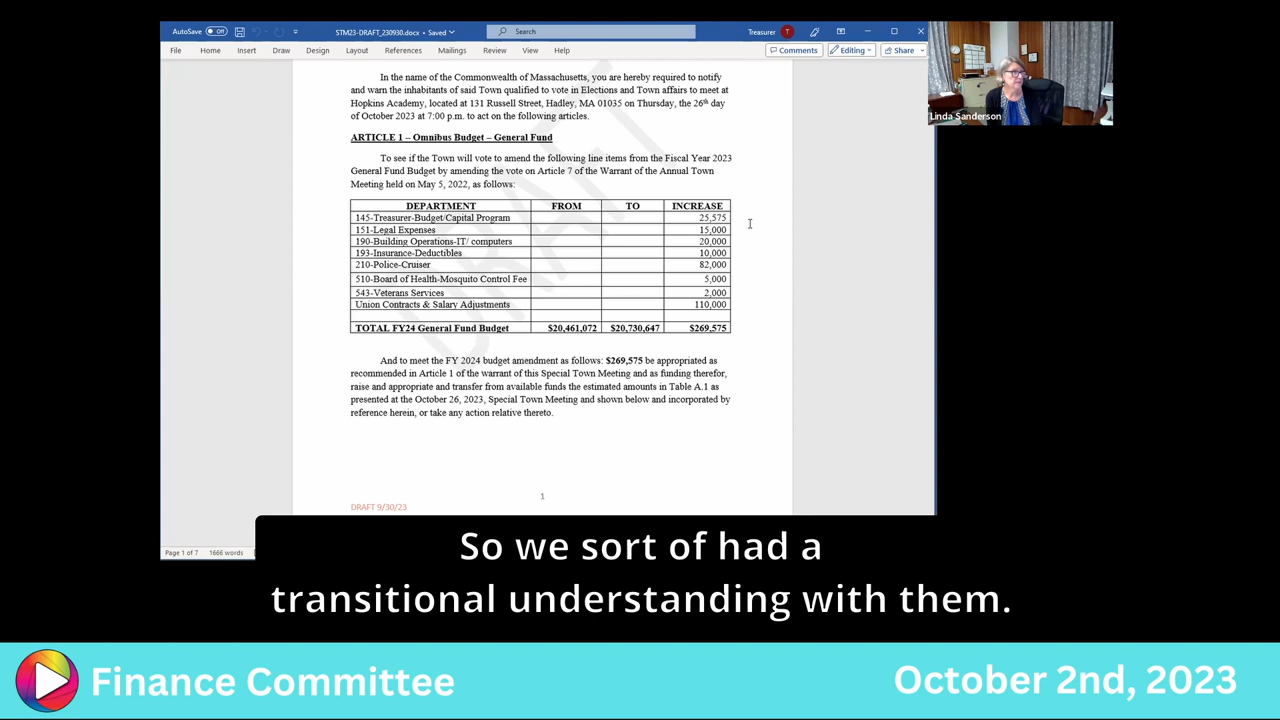 AutoSave Off STM23-DRAFT_230930.docx • Saved Search Treasurer T
File Home Insert Draw Design Layout References Mailings Review View Help Comments Editing Share
In the name of the Commonwealth of Massachusetts, you are hereby required to notify
and warn the inhabitants of said Town qualified to vote in Elections and Town affairs to meet at
Hopkins Academy, located at 131 Russell Street, Hadley, MA 01035 on Thursday, the 26th day
of October 2023 at 7:00 p.m. to act on the following articles.
ARTICLE 1 – Omnibus Budget – General Fund
To see if the Town will vote to amend the following line items from the Fiscal Year 2023
General Fund Budget by amending the vote on Article 7 of the Warrant of the Annual Town
Meeting held on May 5, 2022, as follows:
DEPARTMENT FROM TO INCREASE
145-Treasurer-Budget/Capital Program 25,575
151-Legal Expenses 15,000
190-Building Operations-IT/ computers 20,000
193-Insurance-Deductibles 10,000
210-Police-Cruiser 82,000
510-Board of Health-Mosquito Control Fee 5,000
543-Veterans Services 2,000
Union Contracts & Salary Adjustments 110,000
TOTAL FY24 General Fund Budget $20,461,072 $20,730,647 $269,575
And to meet the FY 2024 budget amendment as follows: $269,575 be appropriated as
recommended in Article 1 of the warrant of this Special Town Meeting and as funding therefor,
raise and appropriate and transfer from available funds the estimated amounts in Table A.1 as
presented at the October 26, 2023, Special Town Meeting and shown below and incorporated by
reference herein, or take any action relative thereto.
1
DRAFT 9/30/23
DRAFT
Page 1 of 7 1666 words
Linda Sanderson
So we sort of had a
transitional understanding with them.
Finance Committee October 2nd, 2023